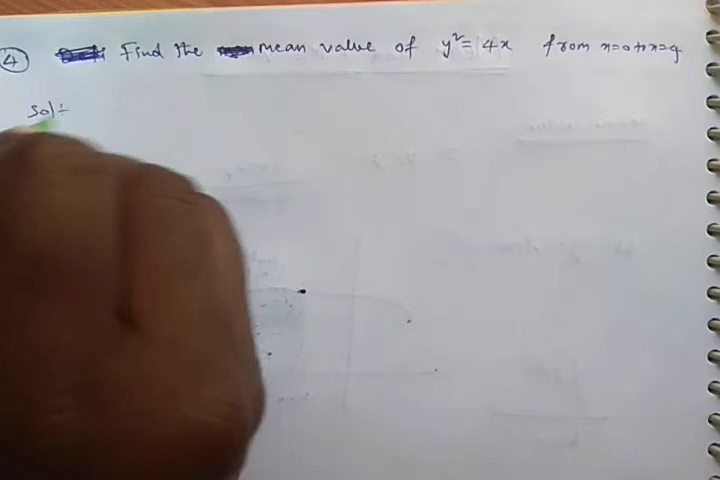 4 Find the mean value of y² = 4x from x=0 to x=9
Sol:-